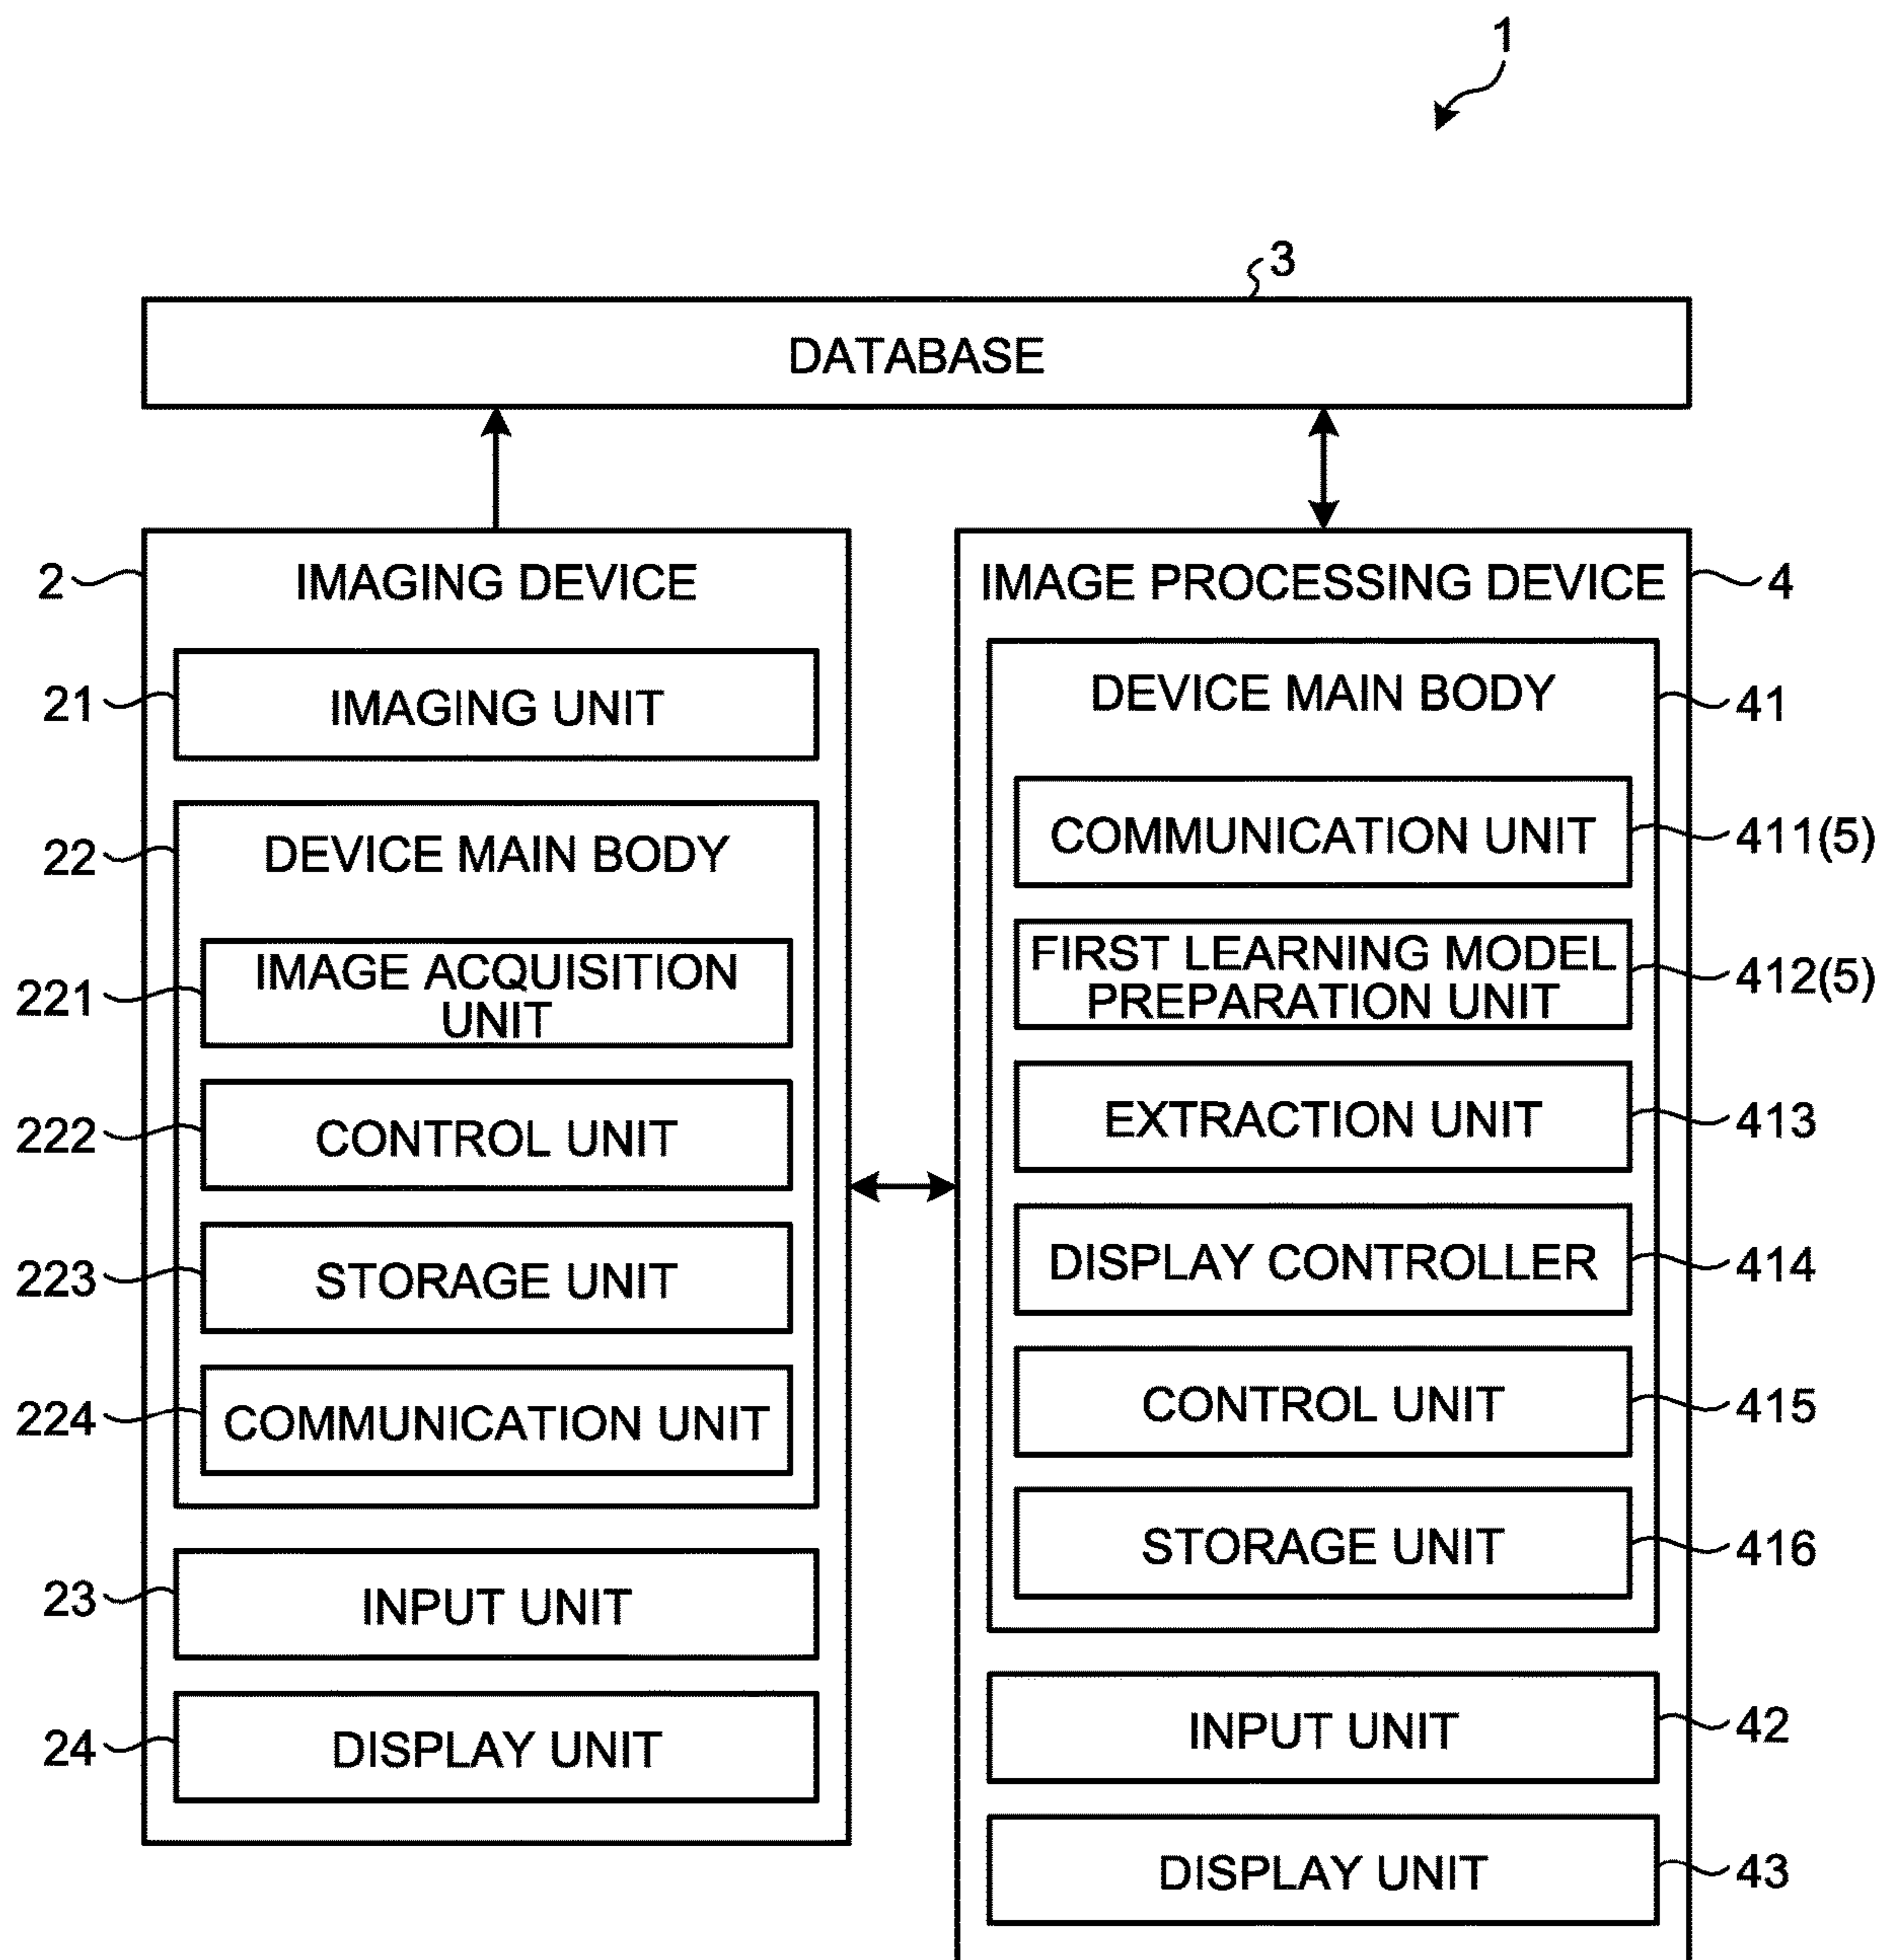 1
3
DATABASE
2
IMAGING DEVICE
21
IMAGING UNIT
22
DEVICE MAIN BODY
221
IMAGE ACQUISITION
UNIT
222
CONTROL UNIT
223
STORAGE UNIT
224
COMMUNICATION UNIT
23
INPUT UNIT
24
DISPLAY UNIT
IMAGE PROCESSING DEVICE
4
DEVICE MAIN BODY
41
COMMUNICATION UNIT
411(5)
FIRST LEARNING MODEL
PREPARATION UNIT
412(5)
EXTRACTION UNIT
413
DISPLAY CONTROLLER
414
CONTROL UNIT
415
STORAGE UNIT
416
INPUT UNIT
42
DISPLAY UNIT
43